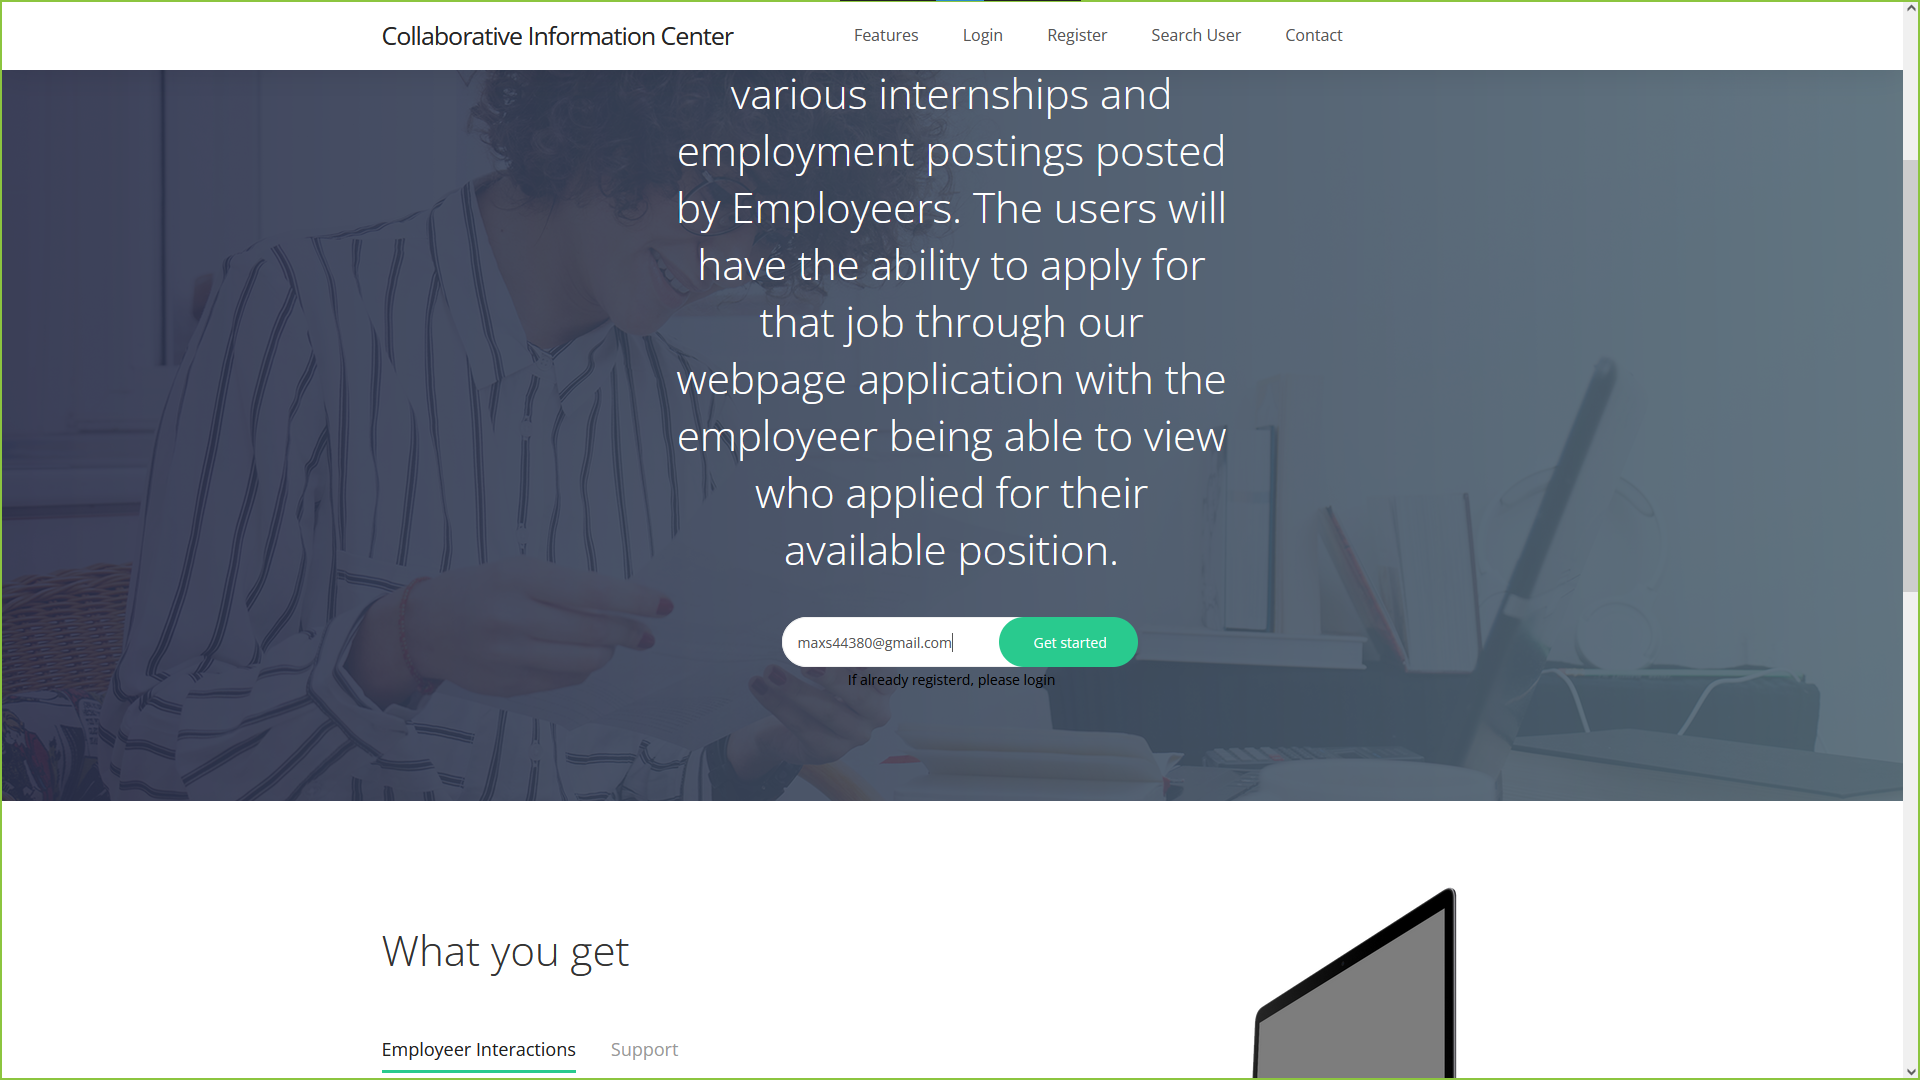 Collaborative Information Center
Features Login Register Search User Contact
various internships and
employment postings posted
by Employeers. The users will
have the ability to apply for
that job through our
webpage application with the
employeer being able to view
who applied for their
available position.
maxs44380@gmail.com Get started
If already registerd, please login
What you get
Employeer Interactions Support